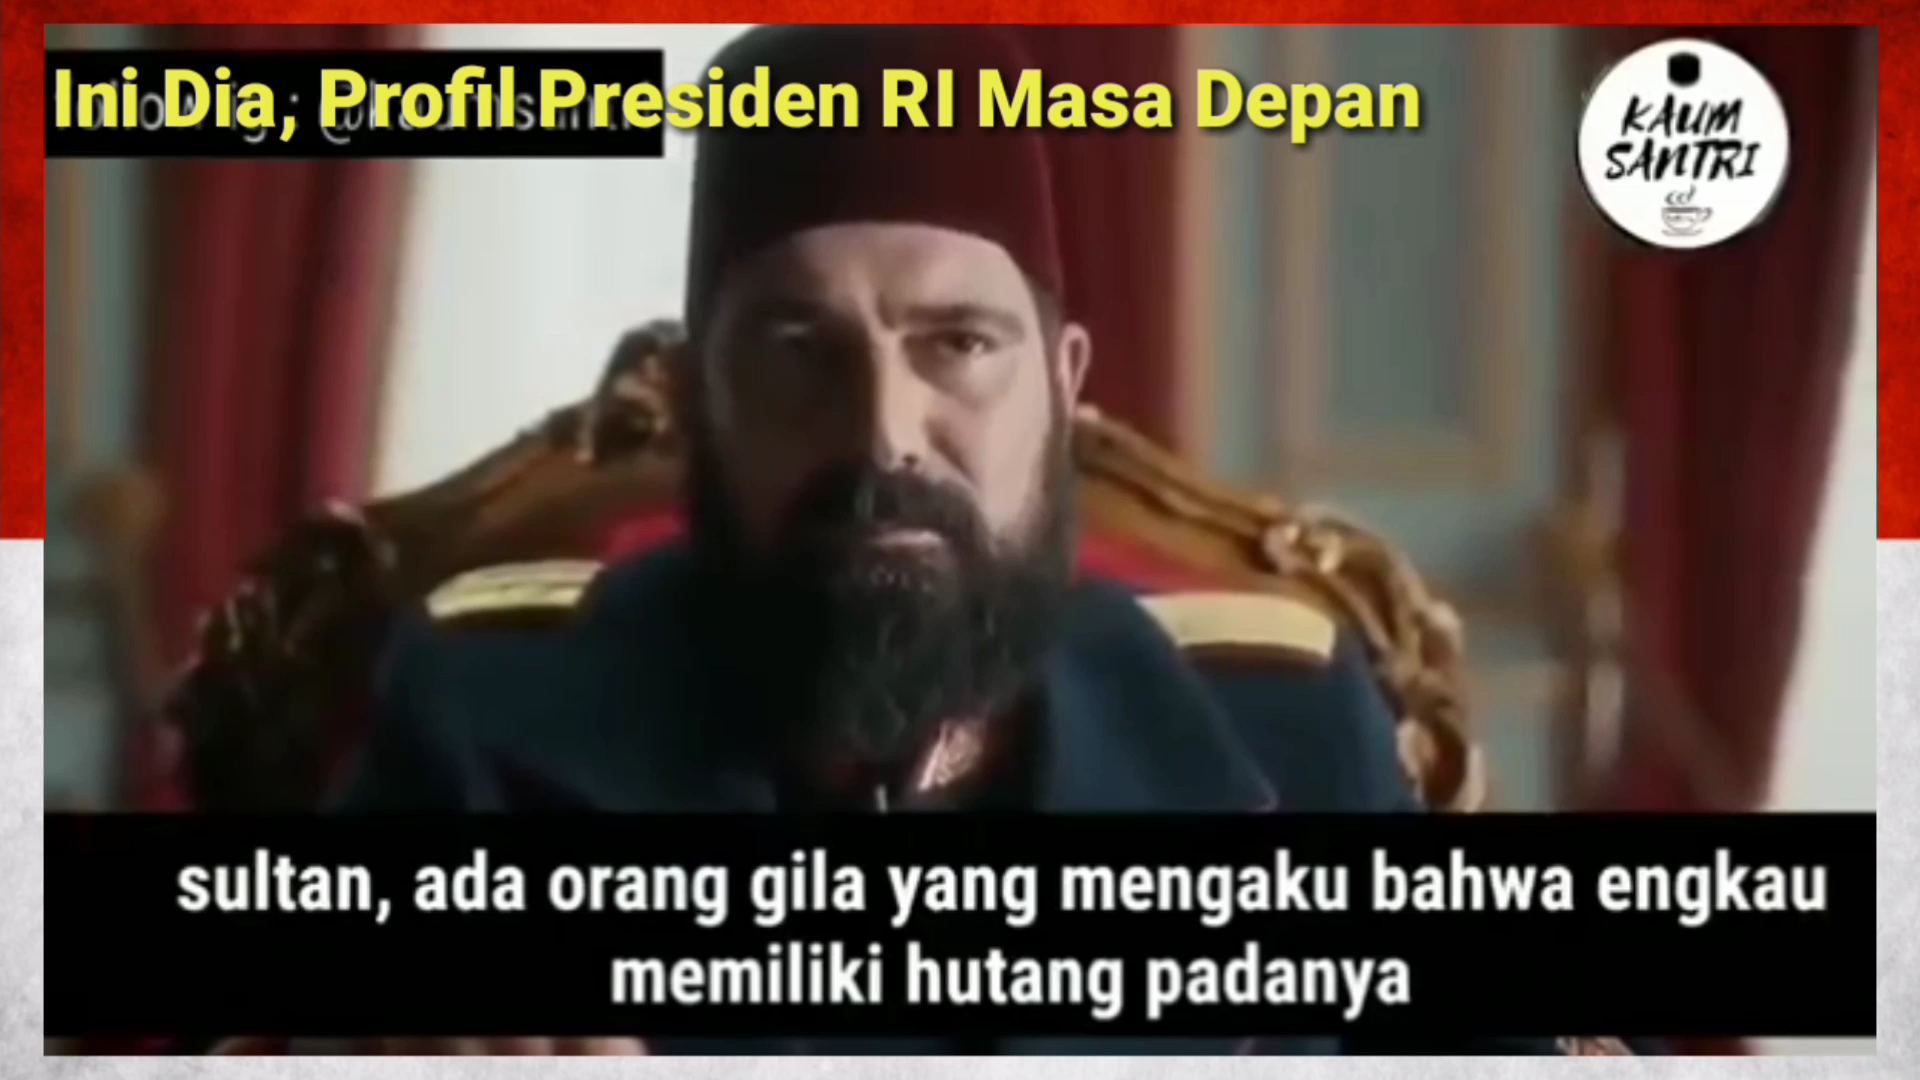 Ini Dia, Profil Presiden RI Masa Depan
KAUM
SANTRI
sultan, ada orang gila yang mengaku bahwa engkau
memiliki hutang padanya